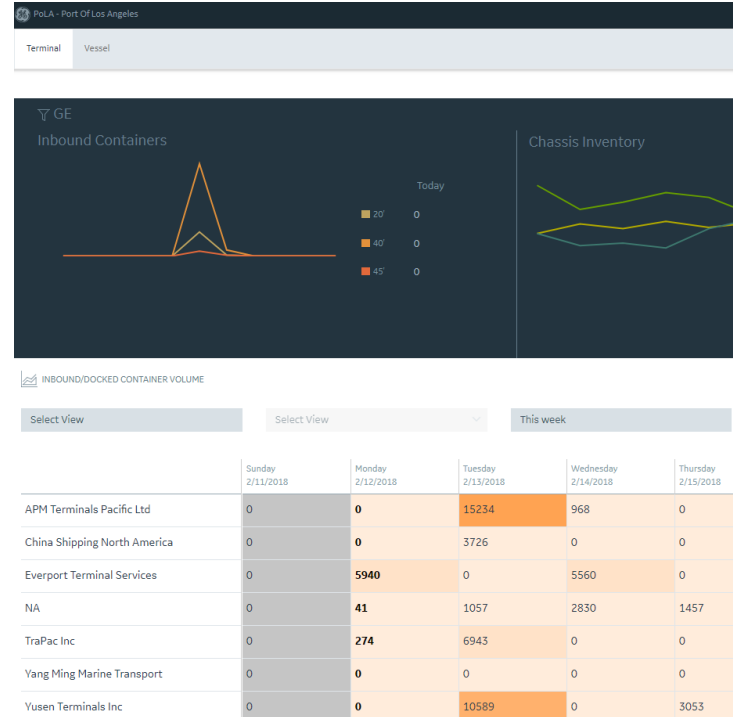 PoLA - Port Of Los Angeles
Terminal Vessel
GE
Inbound Containers
Chassis Inventory
Today
20' 0
40' 0
45' 0
INBOUND/DOCKED CONTAINER VOLUME
Select View Select View This week
Sunday Monday Tuesday Wednesday Thursday
2/11/2018 2/12/2018 2/13/2018 2/14/2018 2/15/2018
APM Terminals Pacific Ltd 0 0 15234 968 0
China Shipping North America 0 0 3726 0 0
Everport Terminal Services 0 5940 0 5560 0
NA 0 41 1057 2830 1457
TraPac Inc 0 274 6943 0 0
Yang Ming Marine Transport 0 0 0 0 0
Yusen Terminals Inc 0 0 10589 0 3053